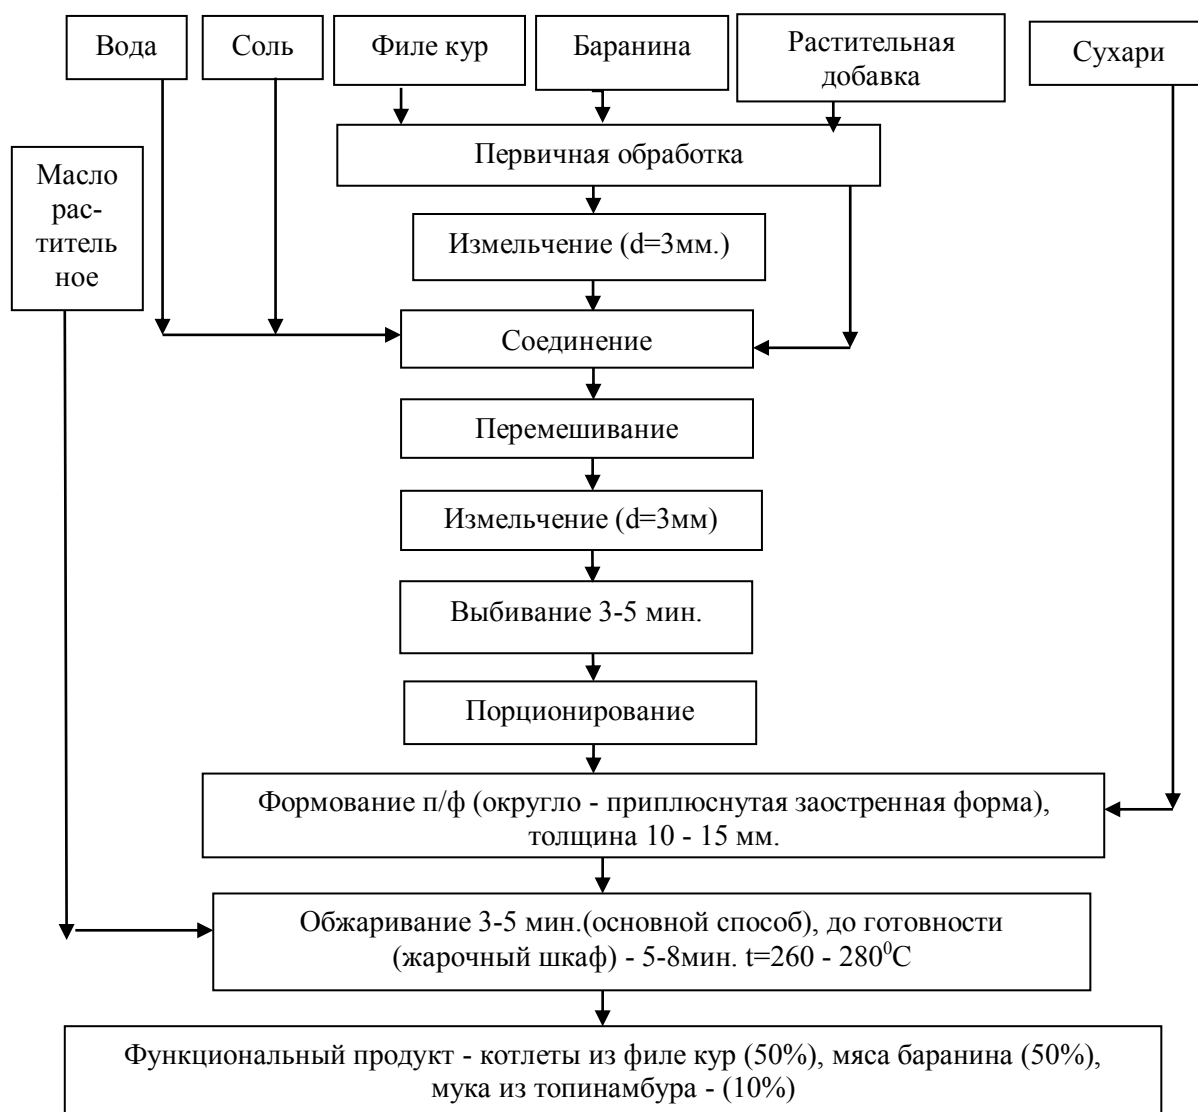 Вода
Соль
Филе кур
Баранина
Растительная
добавка
Сухари
Масло
рас-
титель
ное
Первичная обработка
Измельчение (d=3мм.)
Соединение
Перемешивание
Измельчение (d=3мм)
Выбивание 3-5 мин.
Порционирование
Формование п/ф (округло - приплюснутая заостренная форма),
толщина 10 - 15 мм.
Обжаривание 3-5 мин.(основной способ), до готовности
(жарочный шкаф) - 5-8мин. t=260 - 280⁰С
Функциональный продукт - котлеты из филе кур (50%), мяса баранина (50%),
мука из топинамбура - (10%)